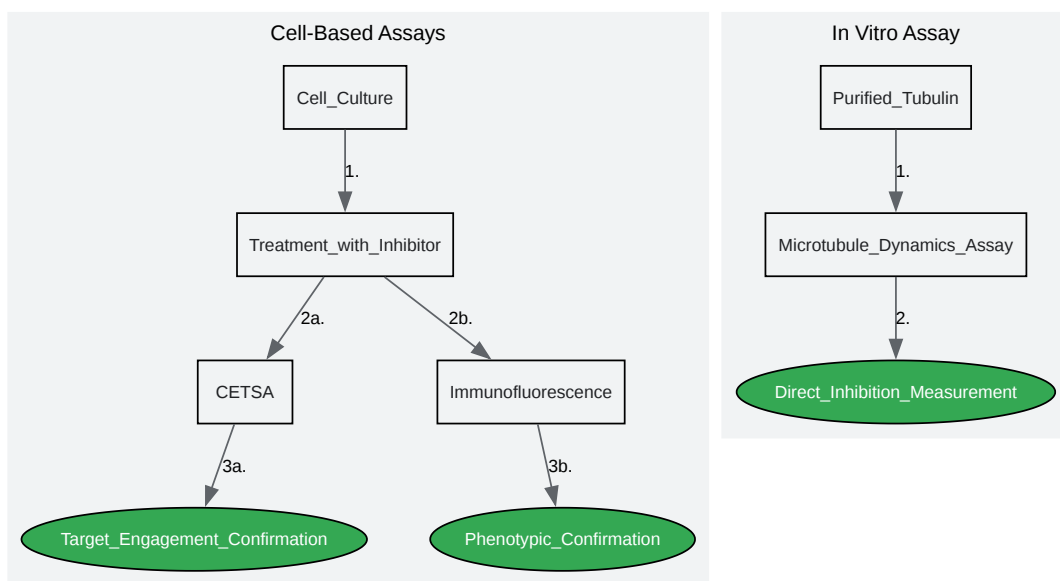 Cell-Based Assays
Cell_Culture
1.
Treatment_with_Inhibitor
2a.
2b.
CETSA
Immunofluorescence
3a.
3b.
Target_Engagement_Confirmation
Phenotypic_Confirmation
In Vitro Assay
Purified_Tubulin
1.
Microtubule_Dynamics_Assay
2.
Direct_Inhibition_Measurement